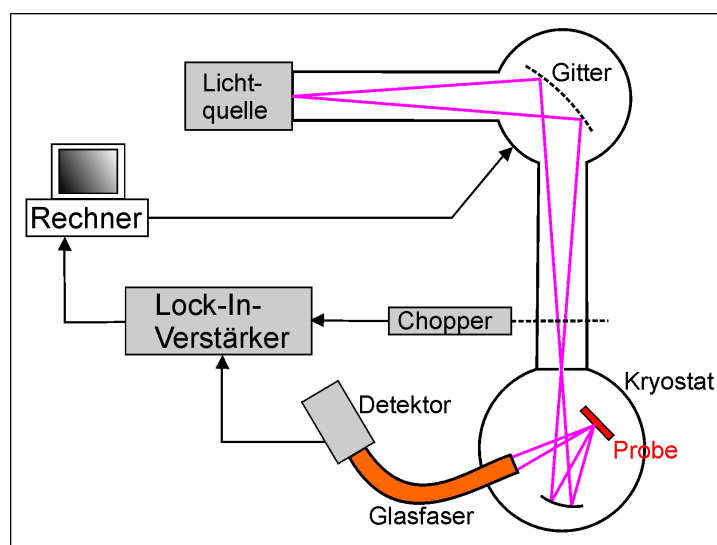 Licht-
quelle
Gitter
Rechner
Lock-In-
Verstärker
Chopper
Kryostat
Detektor
Probe
Glasfaser